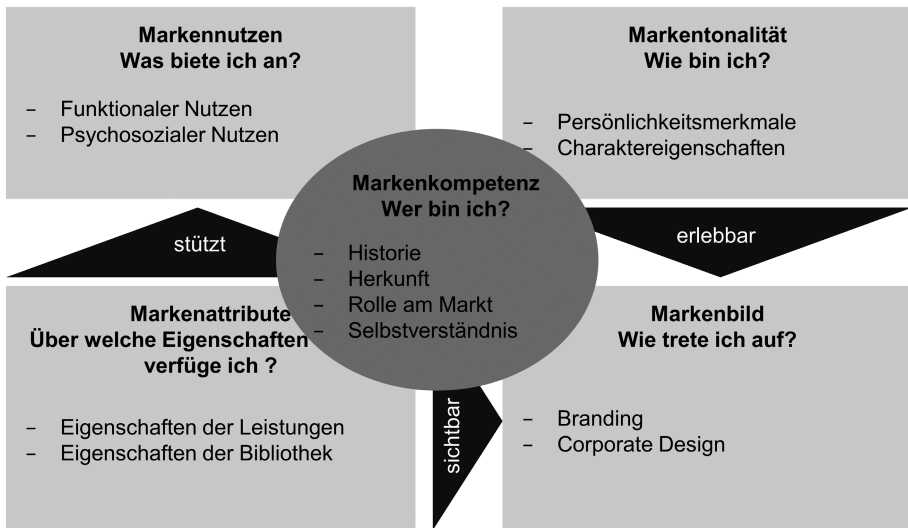 Markennutzen
Was biete ich an?
– Funktionaler Nutzen
– Psychosozialer Nutzen
Markentonalität
Wie bin ich?
– Persönlichkeitsmerkmale
– Charaktereigenschaften
Markenkompetenz
Wer bin ich?
– Historie
– Herkunft
– Rolle am Markt
– Selbstverständnis
stützt
erlebbar
Markenattribute
Über welche Eigenschaften
verfüge ich ?
– Eigenschaften der Leistungen
– Eigenschaften der Bibliothek
sichtbar
Markenbild
Wie trete ich auf?
– Branding
– Corporate Design